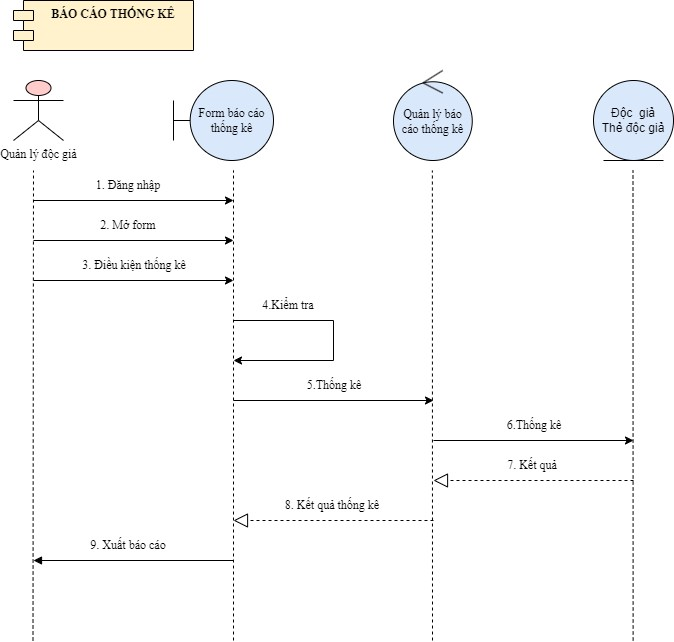 BÁO CÁO THỐNG KÊ
Quản lý độc giả
Form báo cáo
thống kê
Quản lý báo
cáo thống kê
Độc giả
Thẻ độc giả
1. Đăng nhập
2. Mở form
3. Điều kiện thống kê
4.Kiểm tra
5.Thống kê
6.Thống kê
7. Kết quả
8. Kết quả thống kê
9. Xuất báo cáo